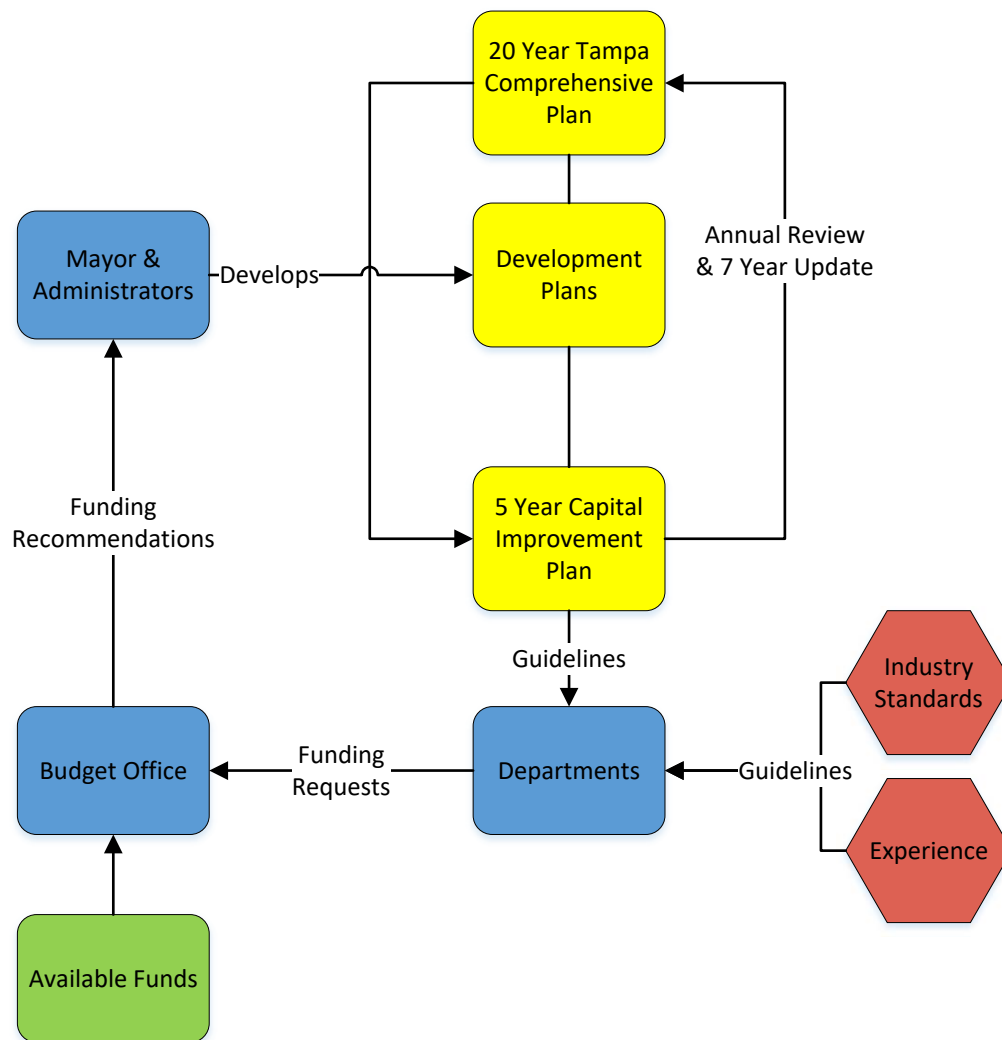 20 Year Tampa
Comprehensive
Plan
Mayor &
Administrators
Develops
Development
Plans
Annual Review
& 7 Year Update
Funding
Recommendations
5 Year Capital
Improvement
Plan
Guidelines
Industry
Standards
Budget Office
Funding
Requests
Departments
Guidelines
Experience
Available Funds